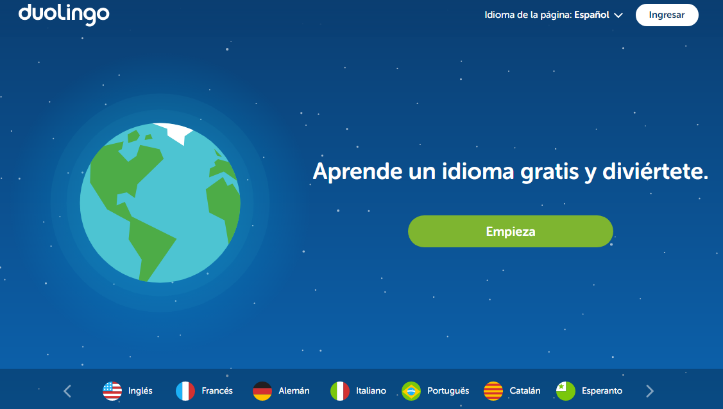 duolingo
Idioma de la página: Español
Ingresar
Aprende un idioma gratis y diviértete.
Empieza
Inglés
Francés
Alemán
Italiano
Portugués
Catalán
Esperanto